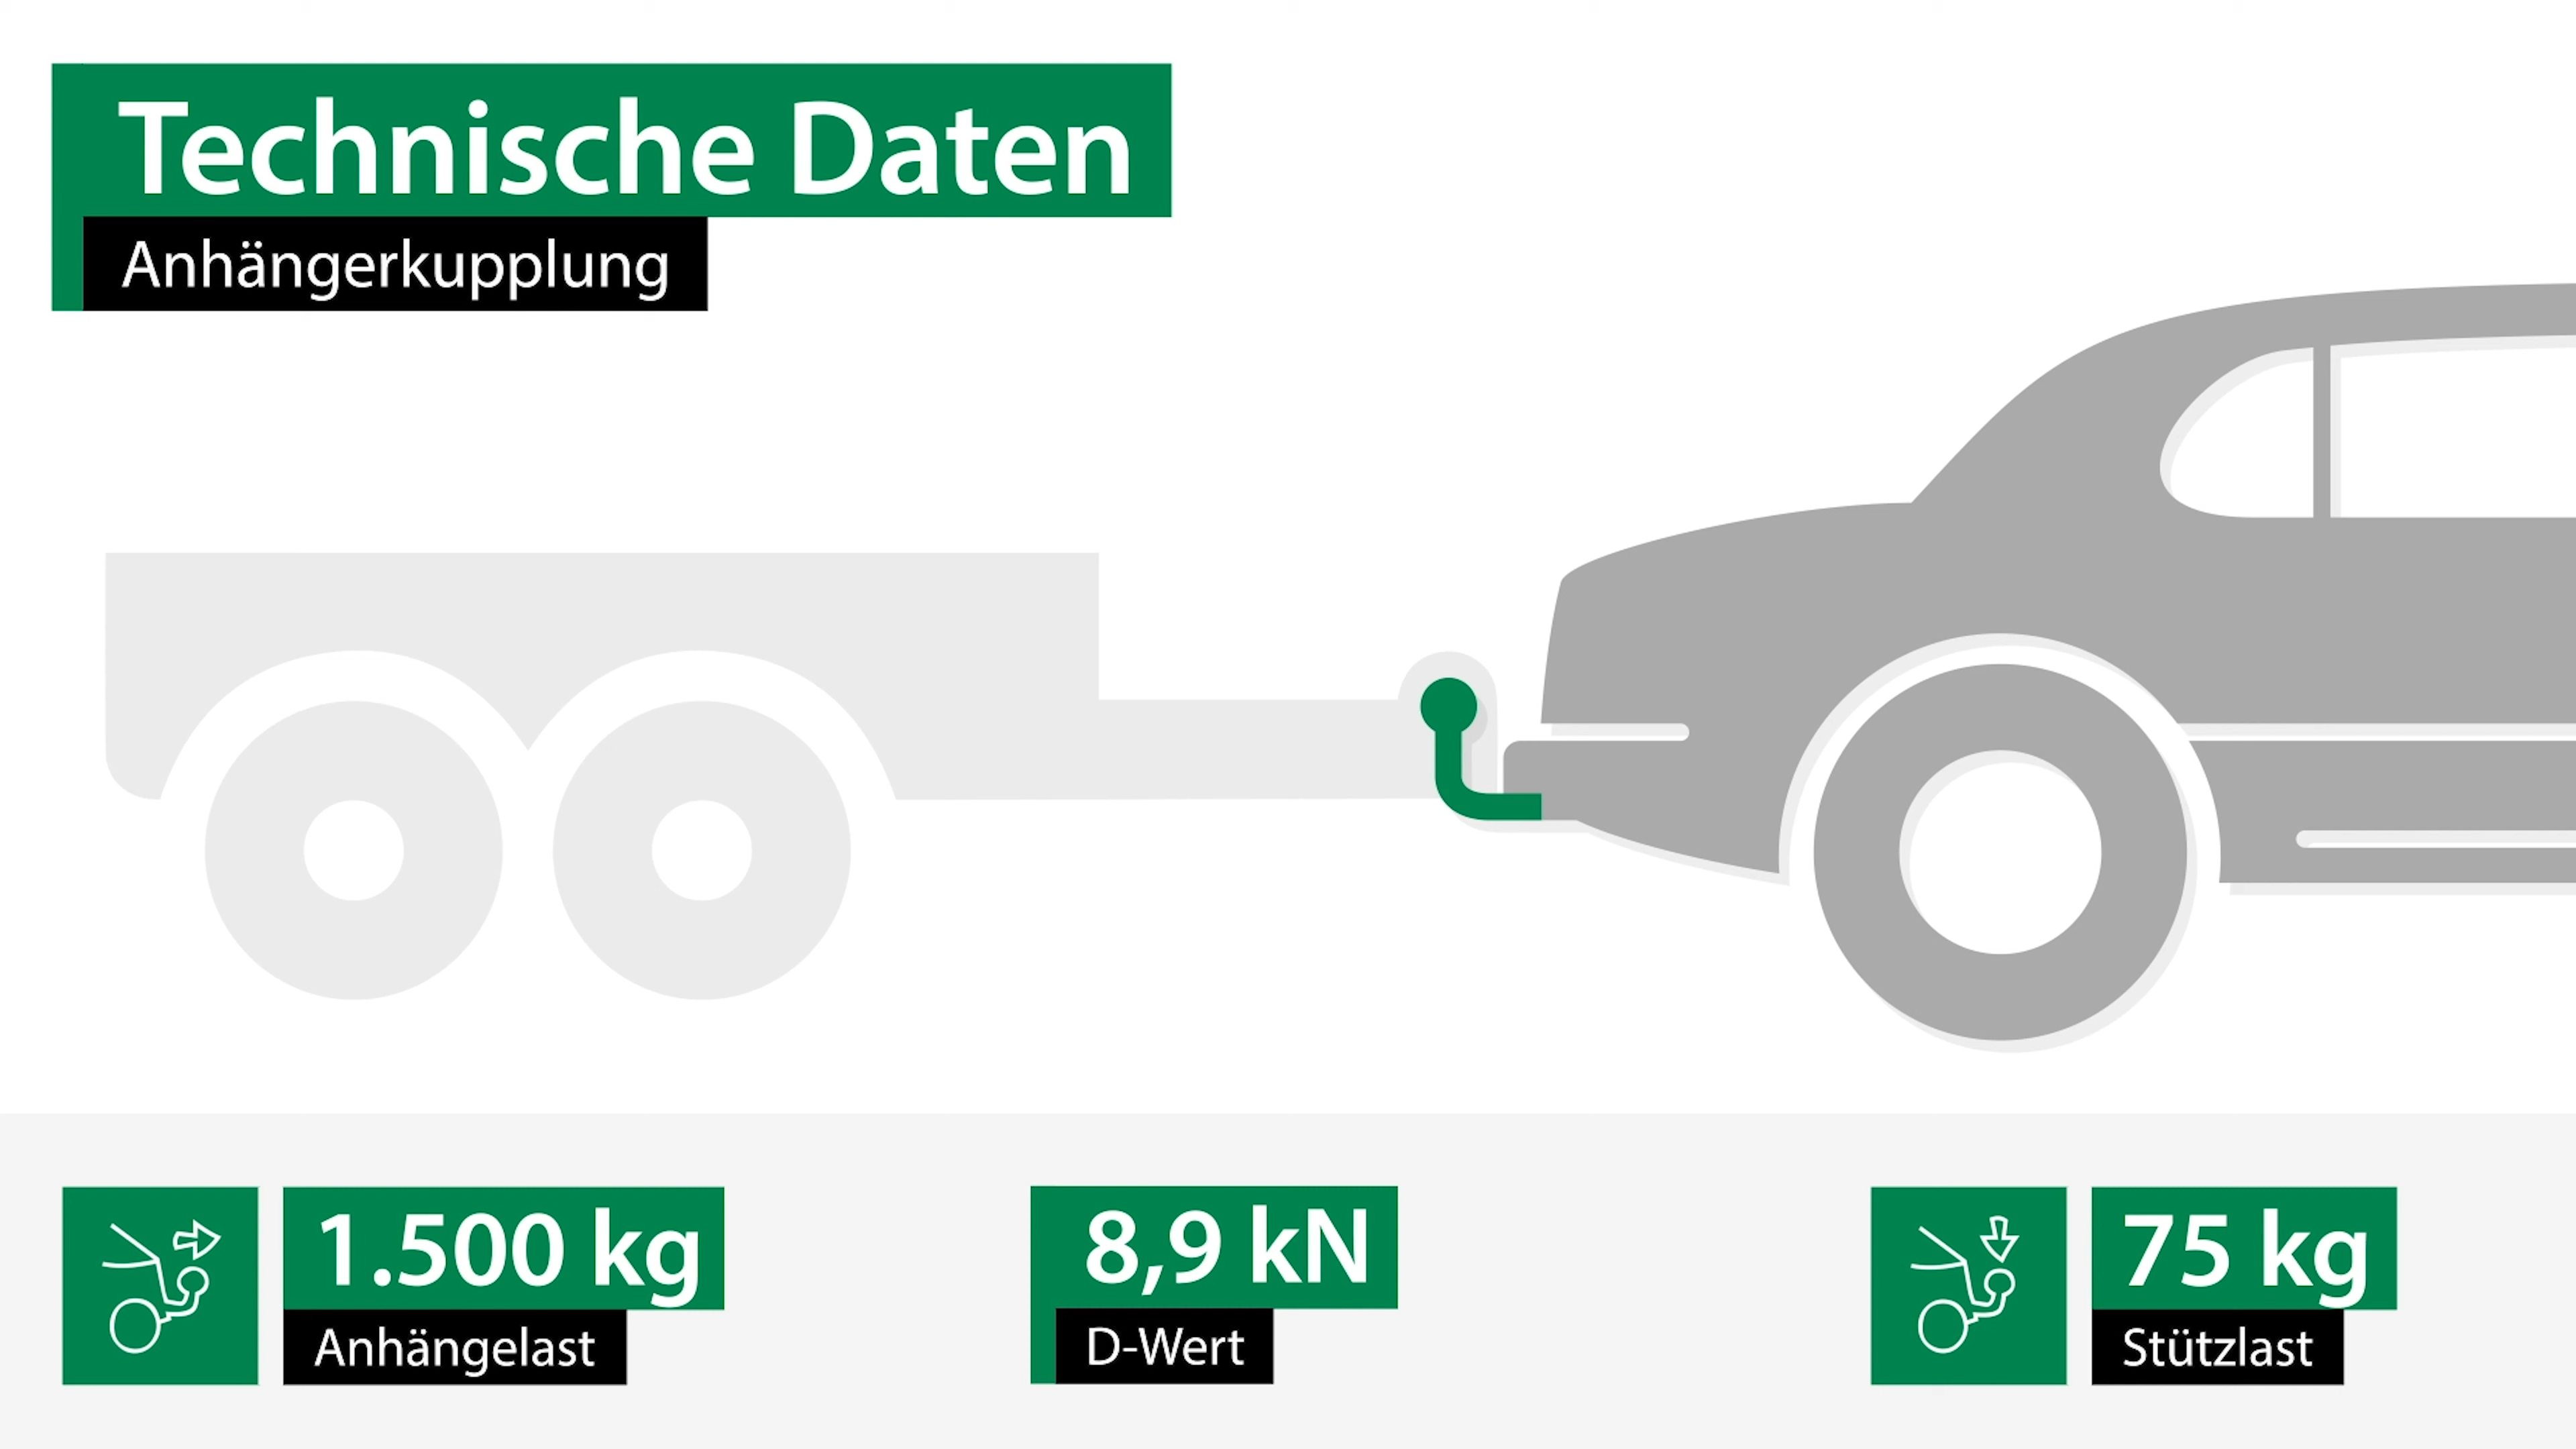 Technische Daten
Anhängerkupplung
1.500 kg
Anhängelast
8,9 kN
D-Wert
75 kg
Stützlast